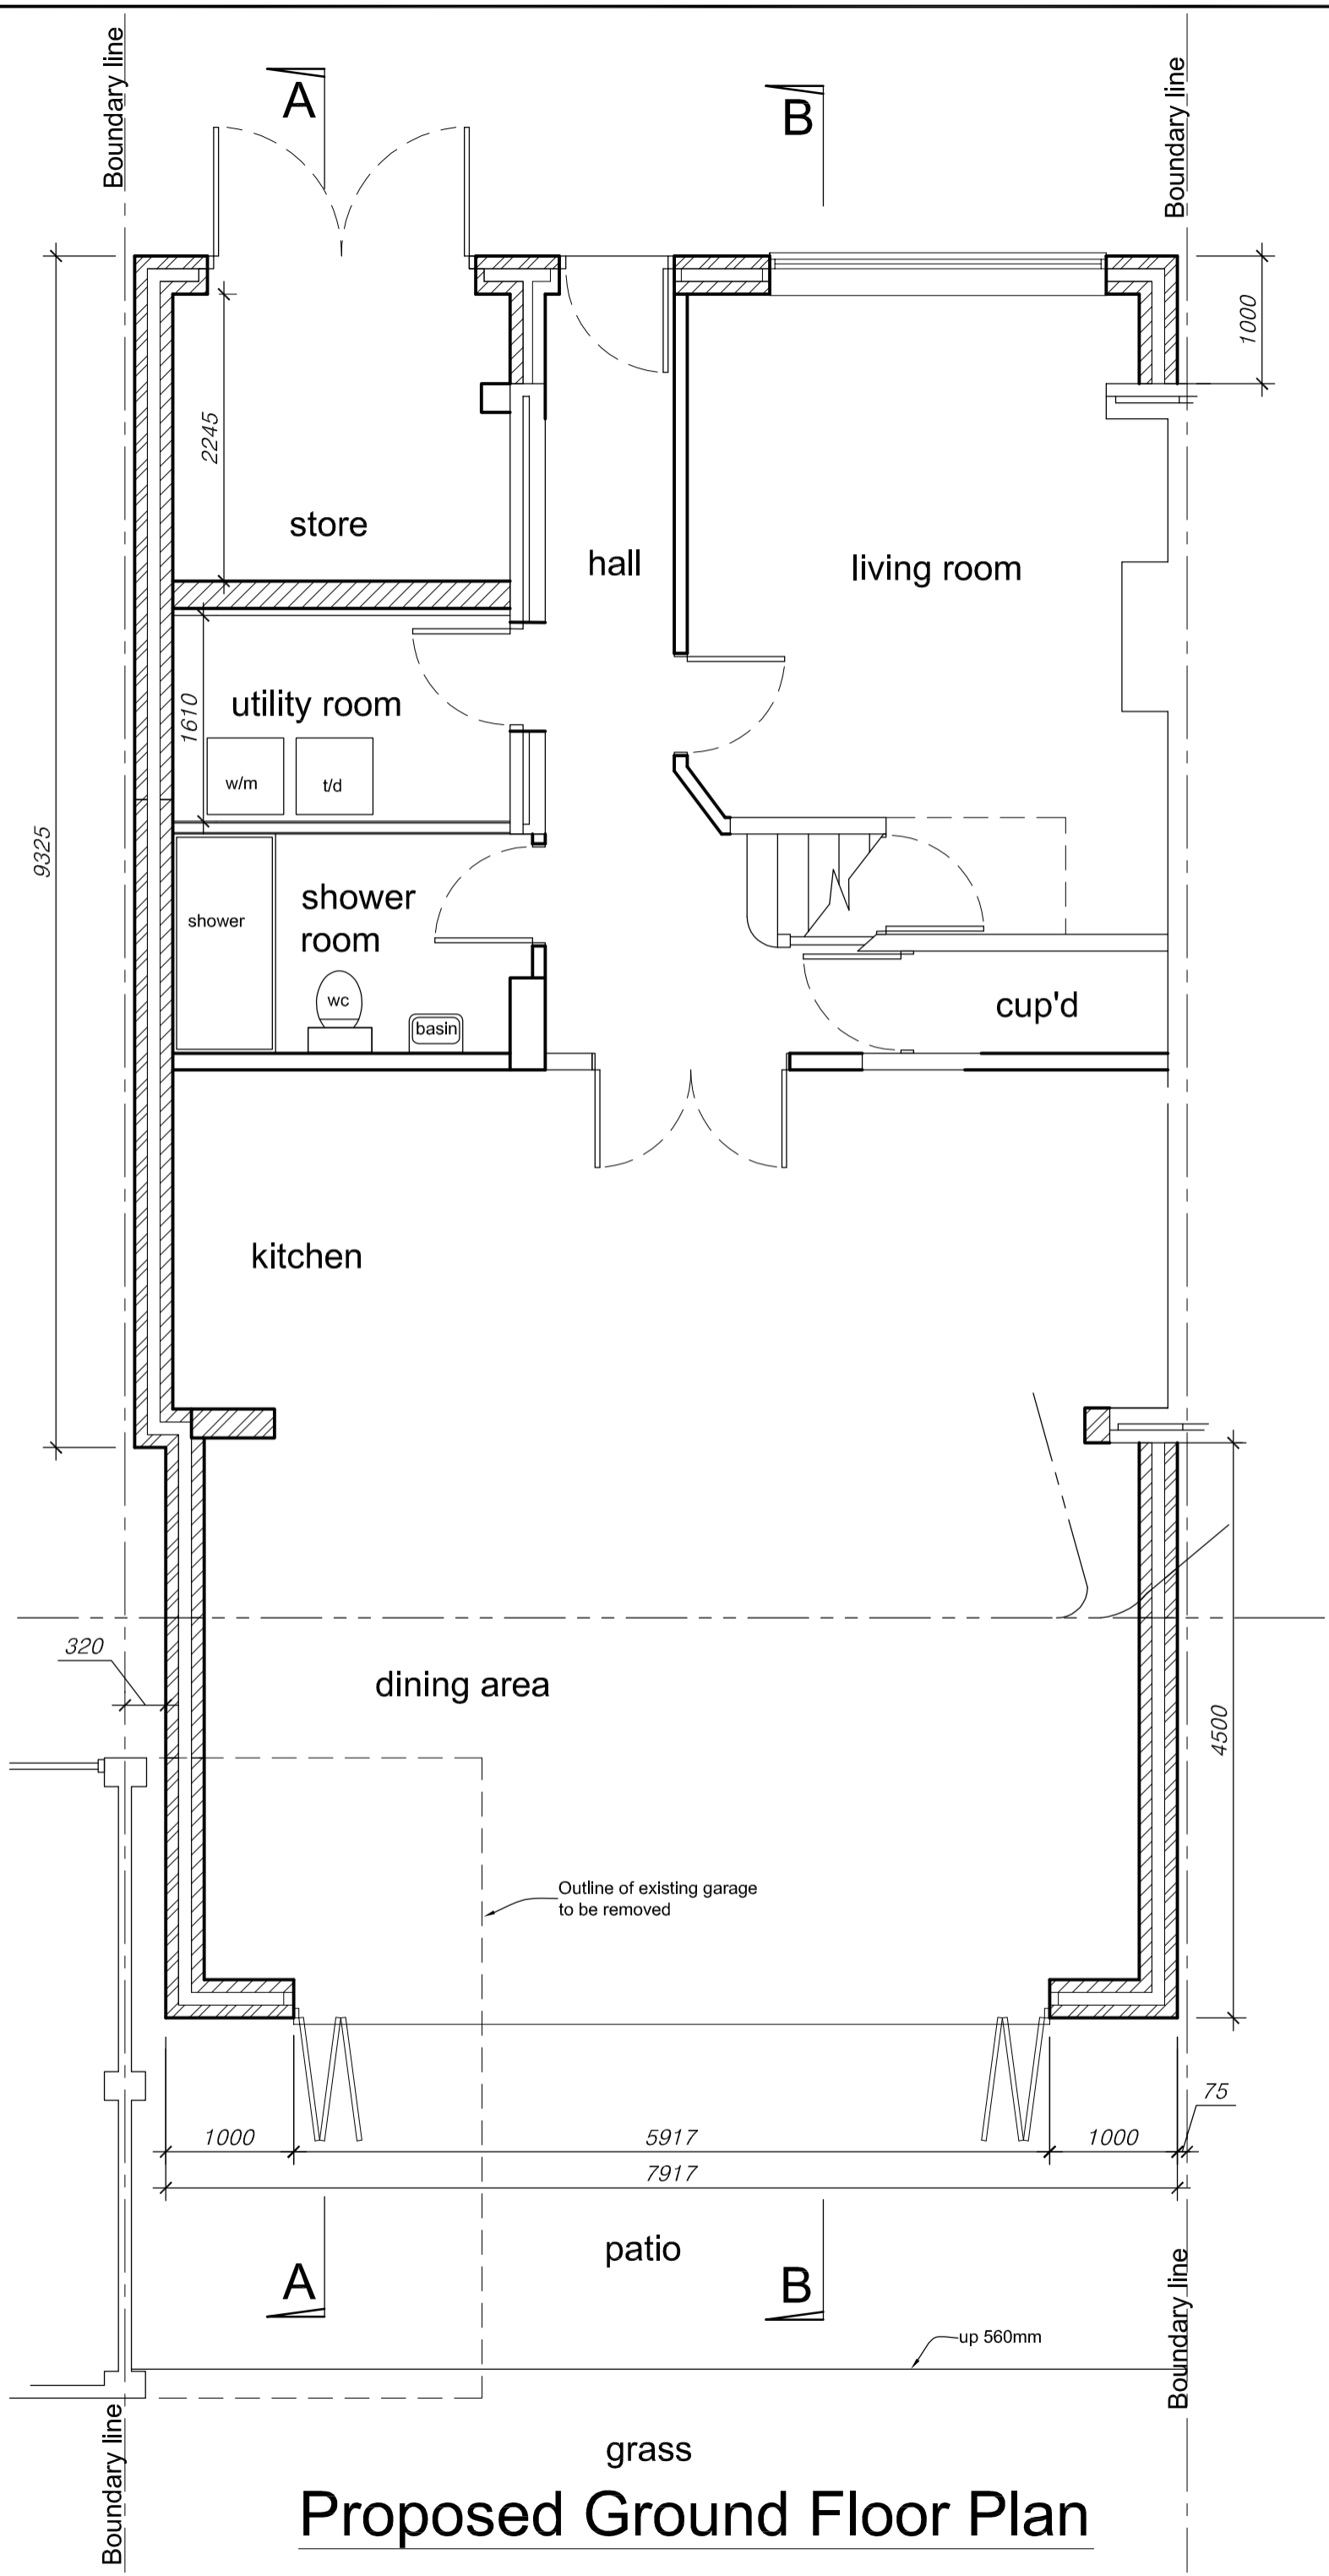 Boundary line
A
B
Boundary line
1000
2245
store
hall
living room
utility room
1610
w/m
t/d
9325
shower
room
shower
wc
basin
cup'd
kitchen
320
dining area
4500
Outline of existing garage
to be removed
75
1000
5917
1000
7917
patio
A
B
Boundary line
up 560mm
Boundary line
grass
Proposed Ground Floor Plan